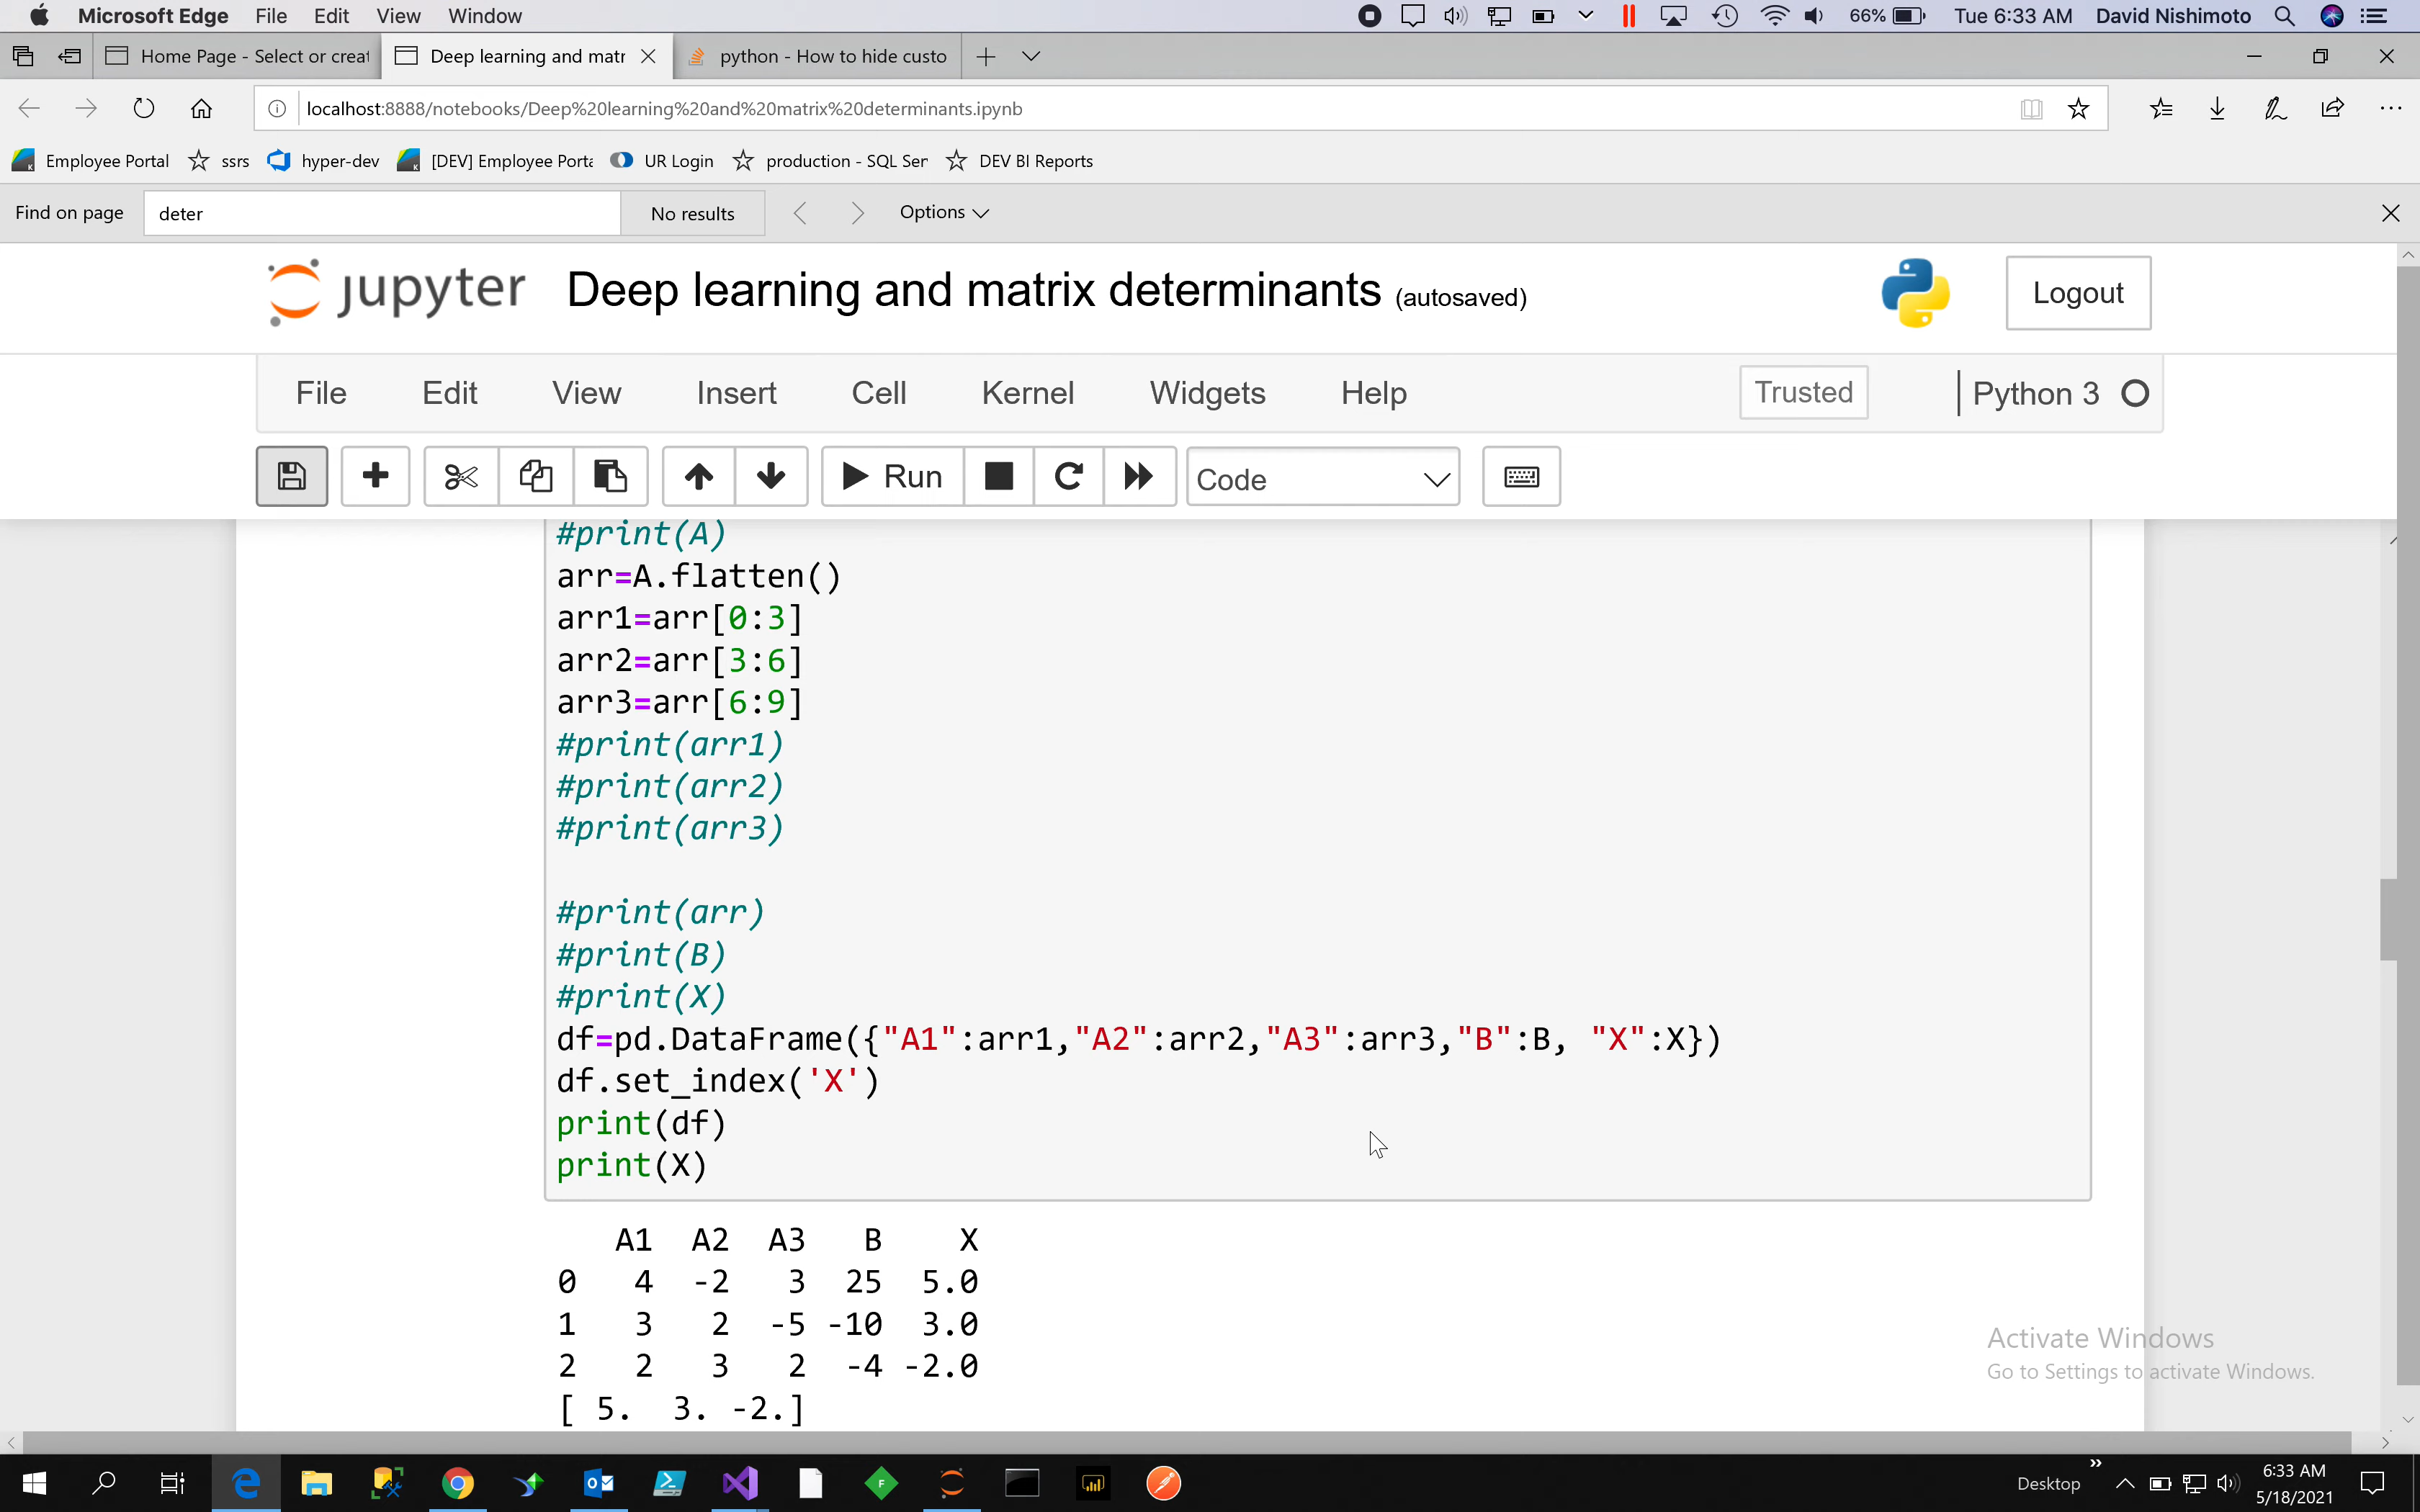 Microsoft Edge File Edit View Window 66% Tue 6:33 AM David Nishimoto
Home Page - Select or creat Deep learning and matr python - How to hide custo
localhost:8888/notebooks/Deep%20learning%20and%20matrix%20determinants.ipynb
Employee Portal ssrs hyper-dev [DEV] Employee Porta UR Login production - SQL Ser DEV BI Reports
Find on page deter No results Options
jupyter Deep learning and matrix determinants (autosaved) Logout
File Edit View Insert Cell Kernel Widgets Help Trusted Python 3
Run Code
#print(A)
arr=A.flatten()
arr1=arr[0:3]
arr2=arr[3:6]
arr3=arr[6:9]
#print(arr1)
#print(arr2)
#print(arr3)
#print(arr)
#print(B)
#print(X)
df=pd.DataFrame({"A1":arr1,"A2":arr2,"A3":arr3,"B":B, "X":X})
df.set_index('X')
print(df)
print(X)
A1 A2 A3 B X
0 4 -2 3 25 5.0
1 3 2 -5 -10 3.0
2 2 3 2 -4 -2.0
[ 5. 3. -2.]
Activate Windows
Go to Settings to activate Windows.
Desktop 6:33 AM
5/18/2021